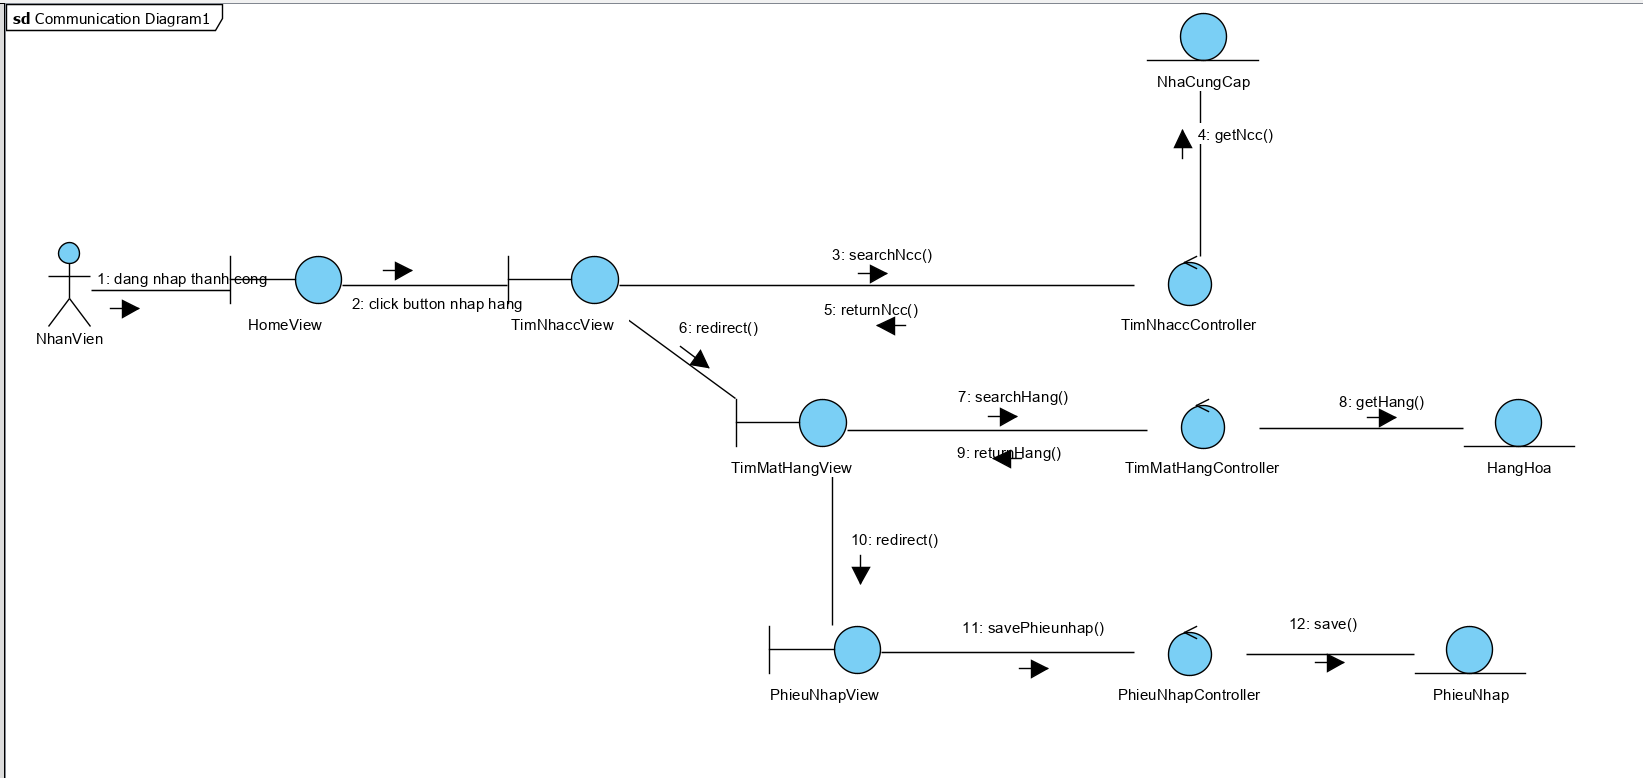 sd Communication Diagram1
NhaCungCap
4: getNcc()
3: searchNcc()
1: dang nhap thanh cong
2: click button nhap hang
5: returnNcc()
HomeView
TimNhaccView
TimNhaccController
NhanVien
6: redirect()
7: searchHang()
8: getHang()
9: returnHang()
TimMatHangView
TimMatHangController
HangHoa
10: redirect()
11: savePhieunhap()
12: save()
PhieuNhapView
PhieuNhapController
PhieuNhap